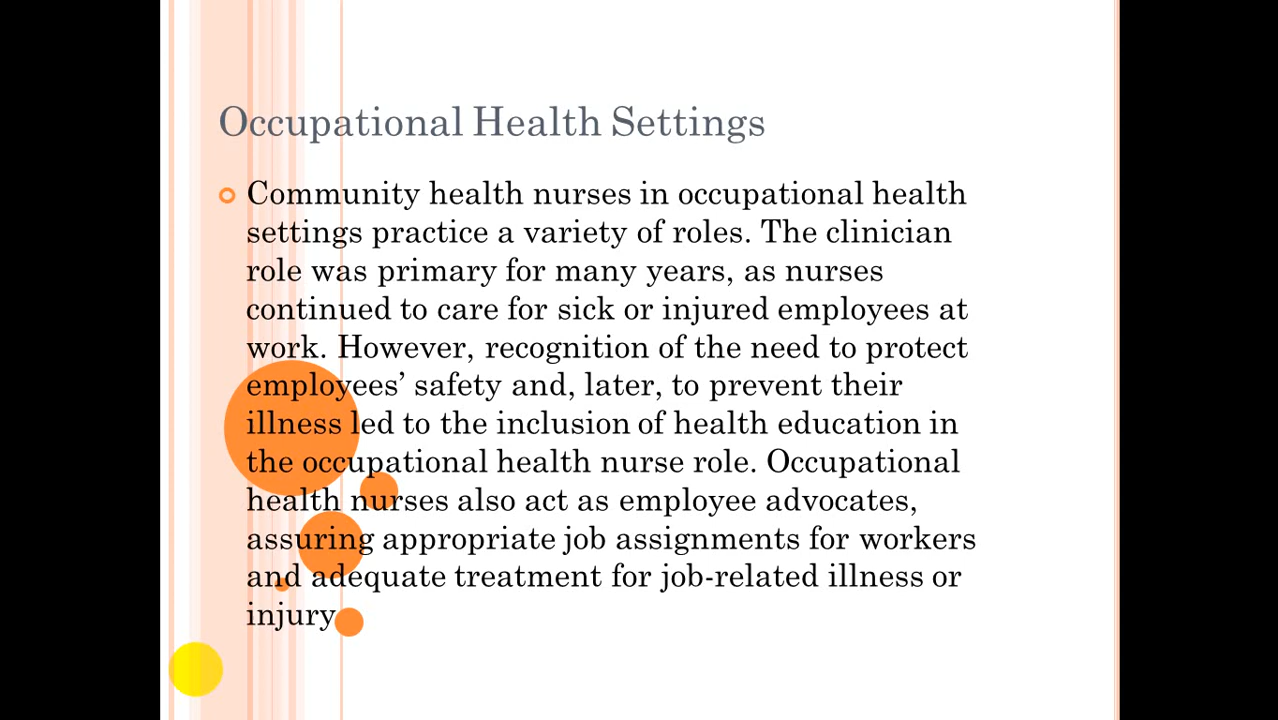 Occupational Health Settings
Community health nurses in occupational health
settings practice a variety of roles. The clinician
role was primary for many years, as nurses
continued to care for sick or injured employees at
work. However, recognition of the need to protect
employees’ safety and, later, to prevent their
illness led to the inclusion of health education in
the occupational health nurse role. Occupational
health nurses also act as employee advocates,
assuring appropriate job assignments for workers
and adequate treatment for job-related illness or
injury